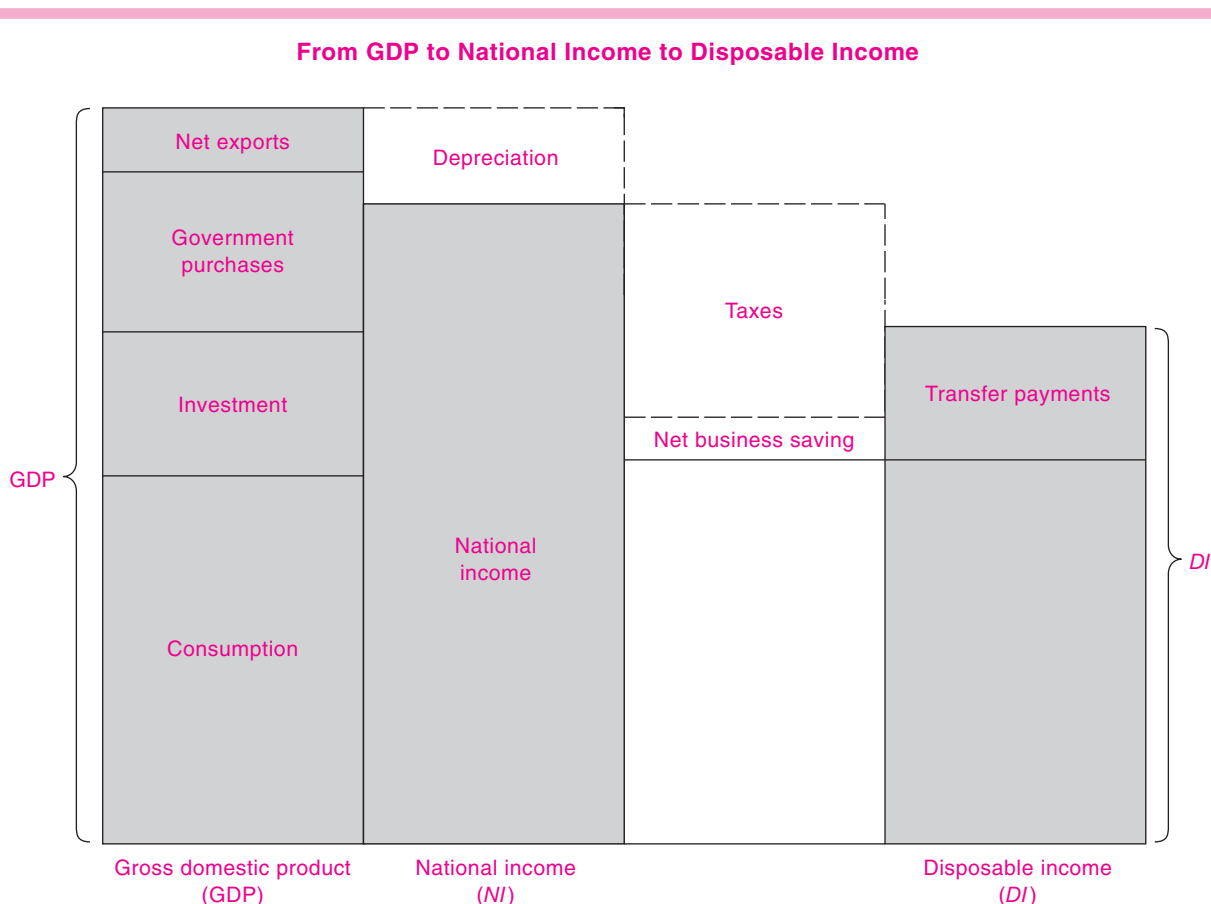 From GDP to National Income to Disposable Income
Net exports
Depreciation
Government
purchases
Taxes
Investment
Transfer payments
Net business saving
GDP
National
income
DI
Consumption
Gross domestic product
(GDP)
National income
(NI)
Disposable income
(DI)